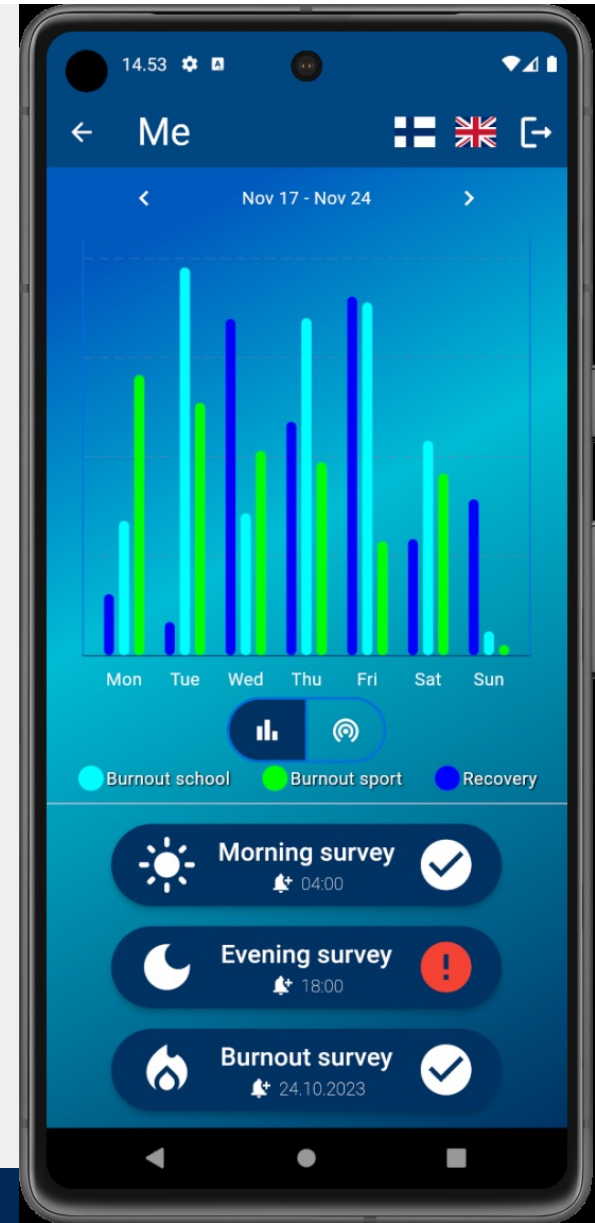 14.53 A
Me
Nov 17 - Nov 24
Mon Tue Wed Thu Fri Sat Sun
Burnout school Burnout sport Recovery
Morning survey
04:00
Evening survey
18:00
Burnout survey
24.10.2023